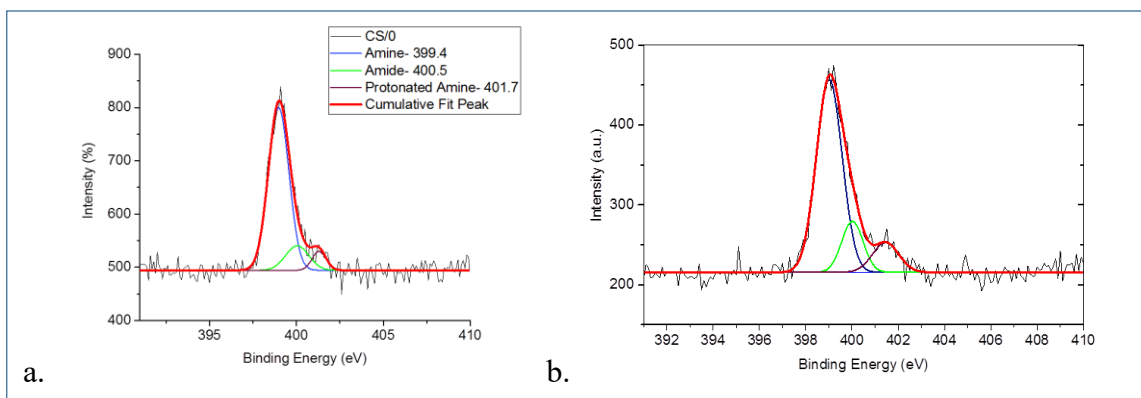 CS/0
Amine- 399.4
Amide- 400.5
Protonated Amine- 401.7
Cumulative Fit Peak
900
800
700
600
500
400
Intensity (%)
395 400 405 410
Binding Energy (eV)
a.
500
400
300
200
Intensity (a.u.)
392 394 396 398 400 402 404 406 408 410
Binding Energy (eV)
b.